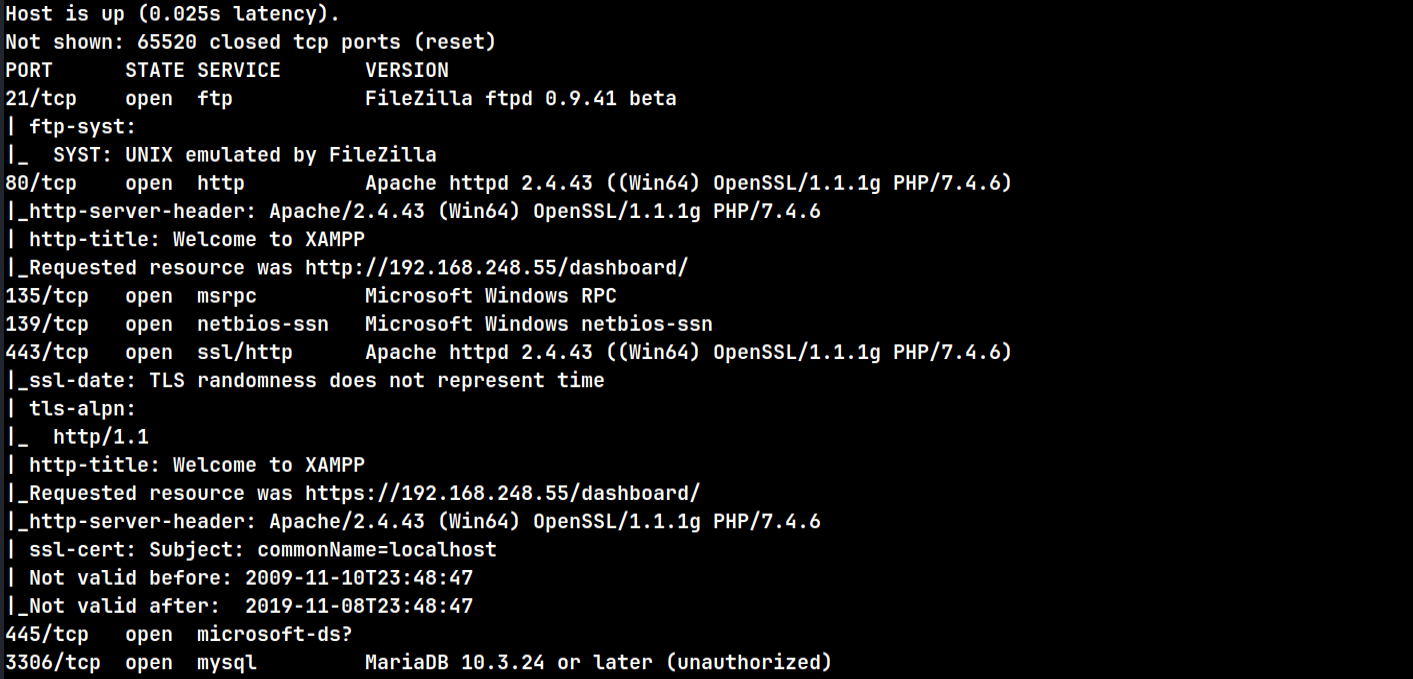 Host is up (0.025s latency).
Not shown: 65520 closed tcp ports (reset)
PORT      STATE SERVICE       VERSION
21/tcp    open  ftp           FileZilla ftpd 0.9.41 beta
| ftp-syst:
|_  SYST: UNIX emulated by FileZilla
80/tcp    open  http          Apache httpd 2.4.43 ((Win64) OpenSSL/1.1.1g PHP/7.4.6)
|_http-server-header: Apache/2.4.43 (Win64) OpenSSL/1.1.1g PHP/7.4.6
| http-title: Welcome to XAMPP
|_Requested resource was http://192.168.248.55/dashboard/
135/tcp   open  msrpc         Microsoft Windows RPC
139/tcp   open  netbios-ssn   Microsoft Windows netbios-ssn
443/tcp   open  ssl/http      Apache httpd 2.4.43 ((Win64) OpenSSL/1.1.1g PHP/7.4.6)
|_ssl-date: TLS randomness does not represent time
| tls-alpn:
|_  http/1.1
| http-title: Welcome to XAMPP
|_Requested resource was https://192.168.248.55/dashboard/
|_http-server-header: Apache/2.4.43 (Win64) OpenSSL/1.1.1g PHP/7.4.6
| ssl-cert: Subject: commonName=localhost
| Not valid before: 2009-11-10T23:48:47
|_Not valid after:  2019-11-08T23:48:47
445/tcp   open  microsoft-ds?
3306/tcp  open  mysql         MariaDB 10.3.24 or later (unauthorized)